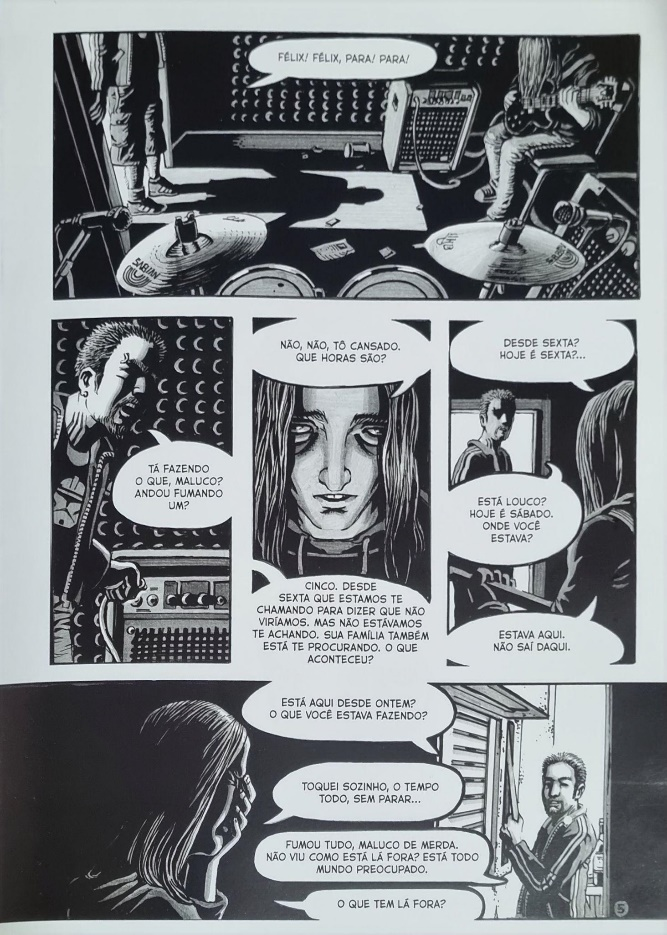 FÉLIX! FÉLIX, PARA! PARA!
SABIAN
SABIAN
TÁ FAZENDO
O QUE, MALUCO?
ANDOU FUMANDO
UM?
NÃO, NÃO, TÔ CANSADO.
QUE HORAS SÃO?
CINCO. DESDE
SEXTA QUE ESTAMOS TE
CHAMANDO PARA DIZER QUE NÃO
VIRÍAMOS. MAS NÃO ESTÁVAMOS
TE ACHANDO. SUA FAMÍLIA TAMBÉM
ESTÁ TE PROCURANDO. O QUE
ACONTECEU?
DESDE SEXTA?
HOJE É SEXTA?...
ESTÁ LOUCO?
HOJE É SÁBADO.
ONDE VOCÊ
ESTAVA?
ESTAVA AQUI.
NÃO SAÍ DAQUI.
ESTÁ AQUI DESDE ONTEM?
O QUE VOCÊ ESTAVA FAZENDO?
TOQUEI SOZINHO, O TEMPO
TODO, SEM PARAR...
FUMOU TUDO, MALUCO DE MERDA.
NÃO VIU COMO ESTÁ LÁ FORA? ESTÁ TODO
MUNDO PREOCUPADO.
O QUE TEM LÁ FORA?
5